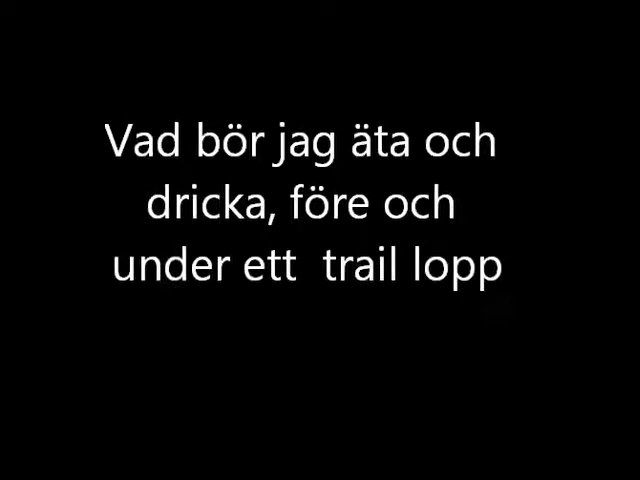 Vad bör jag äta och
dricka, före och
under ett  trail lopp